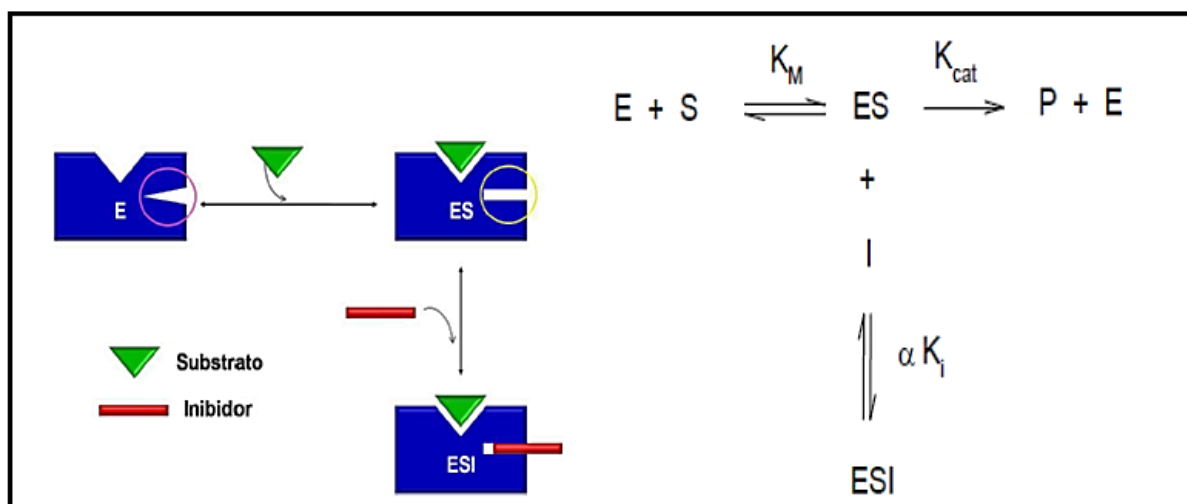 E
ES
Substrato
Inibidor
ESI
K_M K_cat
E + S ES P + E
+
I
α K_i
ESI